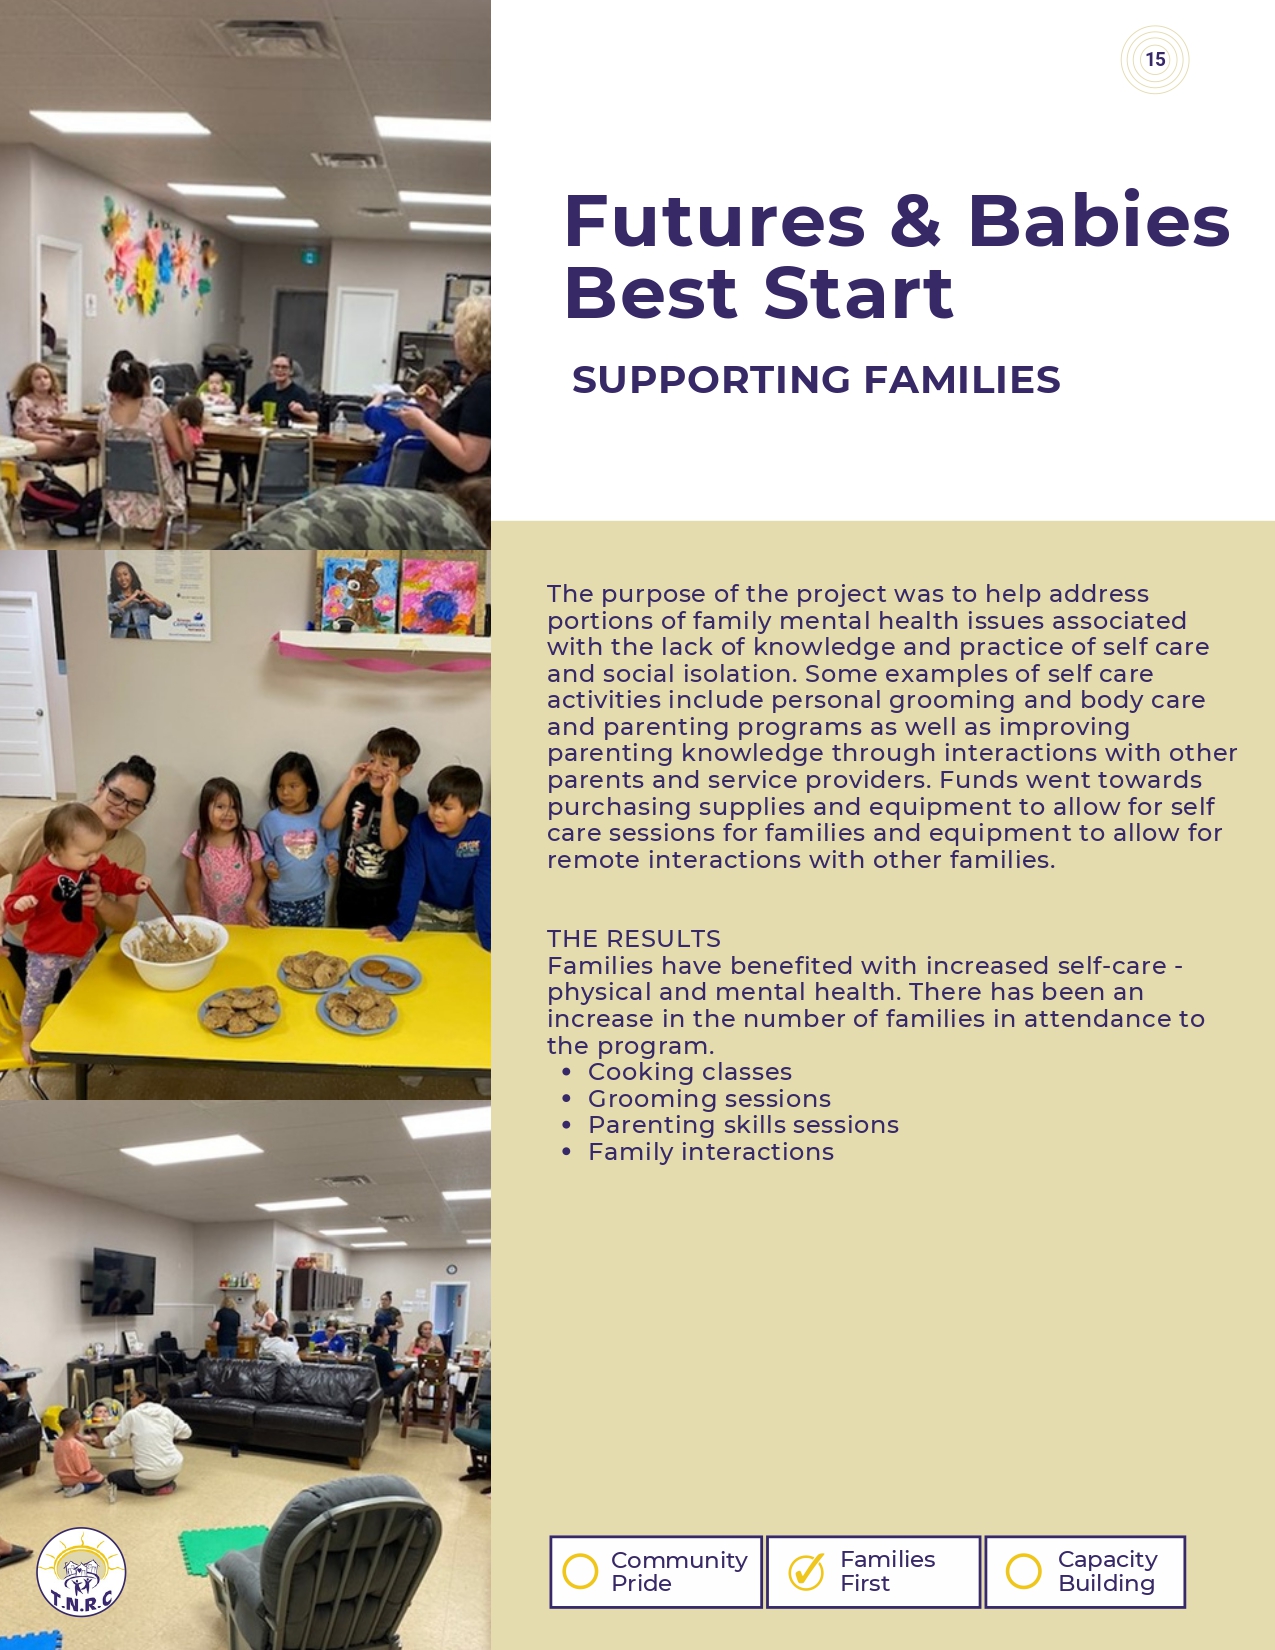 15
Futures & Babies
Best Start
SUPPORTING FAMILIES
The purpose of the project was to help address
portions of family mental health issues associated
with the lack of knowledge and practice of self care
and social isolation. Some examples of self care
activities include personal grooming and body care
and parenting programs as well as improving
parenting knowledge through interactions with other
parents and service providers. Funds went towards
purchasing supplies and equipment to allow for self
care sessions for families and equipment to allow for
remote interactions with other families.
THE RESULTS
Families have benefited with increased self-care -
physical and mental health. There has been an
increase in the number of families in attendance to
the program.
• Cooking classes
• Grooming sessions
• Parenting skills sessions
• Family interactions
Community
Pride
Families
First
Capacity
Building
T.N.R.C